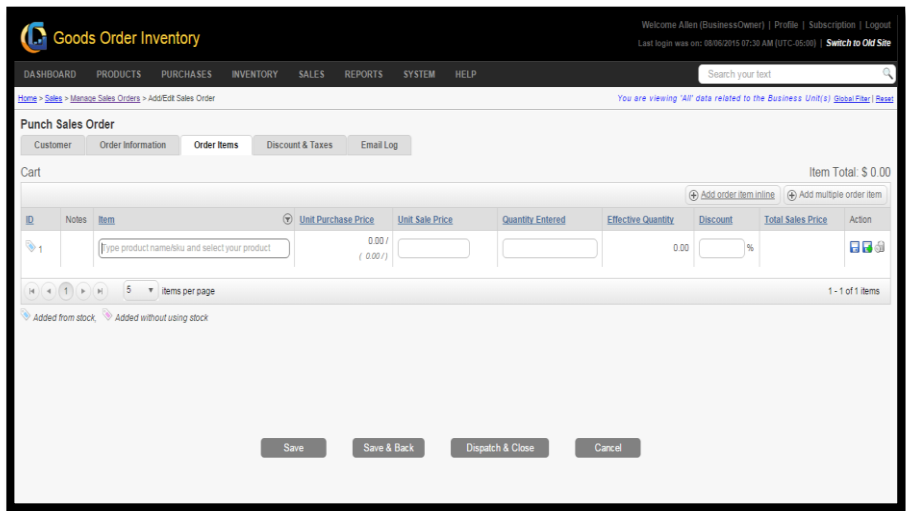 Welcome Allen (BusinessOwner) | Profile | Subscription | Logout
Goods Order Inventory
Last login was on: 08/06/2015 07:30 AM (UTC-05:00) | Switch to Old Site
DASHBOARD PRODUCTS PURCHASES INVENTORY SALES REPORTS SYSTEM HELP Search your text
Home > Sales > Manage Sales Orders > Add/Edit Sales Order You are viewing 'All' data related to the Business Unit(s) Global Filter | Reset
Punch Sales Order
Customer Order Information Order Items Discount & Taxes Email Log
Cart Item Total: $ 0.00
Add order item inline Add multiple order item
ID Notes Item Unit Purchase Price Unit Sale Price Quantity Entered Effective Quantity Discount Total Sales Price Action
1 Type product name/sku and select your product 0.00 / 0.00 %
( 0.00 / )
1 5 items per page 1 - 1 of 1 items
Added from stock, Added without using stock
Save Save & Back Dispatch & Close Cancel